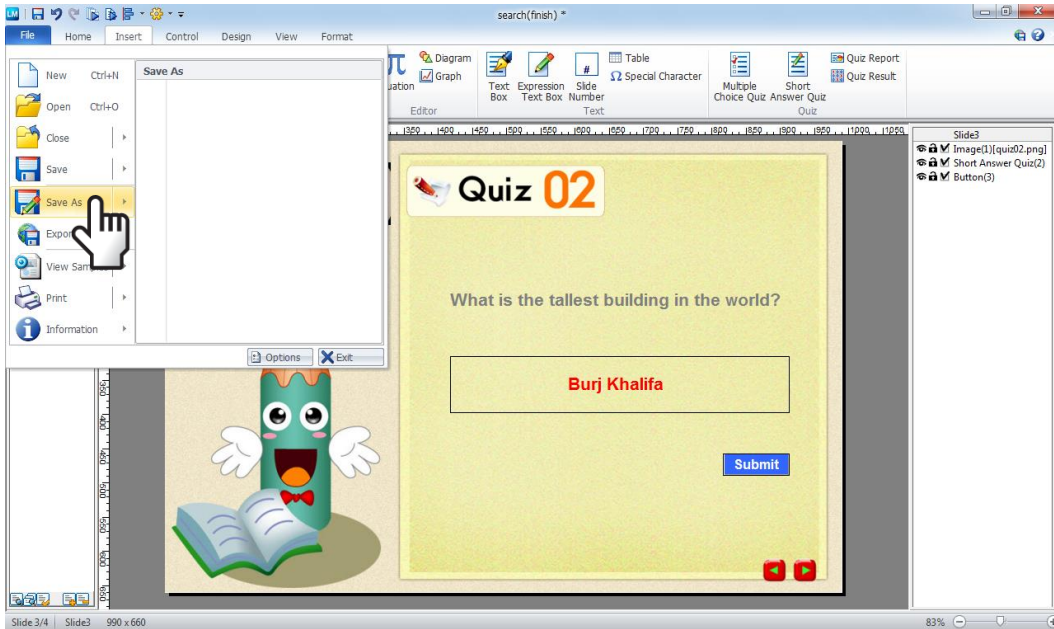 LM
search(finish) *
File Home Insert Control Design View Format
New Ctrl+N
Open Ctrl+O
Close
Save
Save As
View
Print
Information
Save As
Options Exit
Diagram
Graph
Editor
Text Box
Expression Text Box
Slide Number
Table
Special Character
Text
Multiple Choice Quiz
Short Answer Quiz
Quiz Report
Quiz Result
Quiz
Quiz 02
What is the tallest building in the world?
Burj Khalifa
Submit
Slide3
Image(1)[quiz02.png]
Short Answer Quiz(2)
Button(3)
Slide 3/4 Slide3 990 x 660
83%